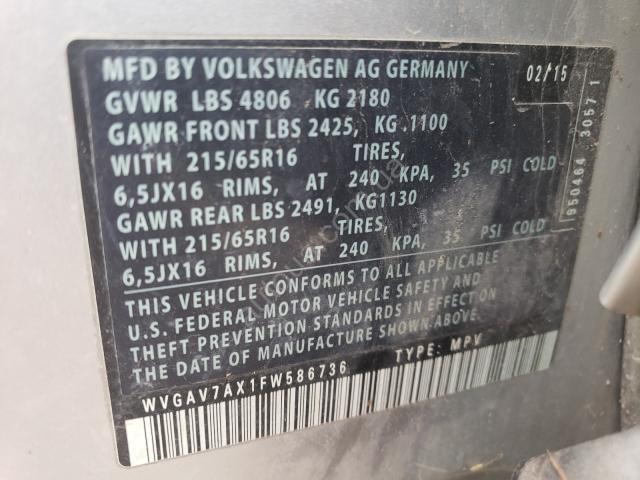 MFD BY VOLKSWAGEN AG GERMANY 02/15
GVWR LBS 4806 KG 2180
GAWR FRONT LBS 2425, KG 1100
WITH 215/65R16 TIRES,
6,5JX16 RIMS, AT 240 KPA, 35 PSI COLD
GAWR REAR LBS 2491, KG1130
WITH 215/65R16 TIRES,
6,5JX16 RIMS, AT 240 KPA, 35 PSI COLD
THIS VEHICLE CONFORMS TO ALL APPLICABLE
U.S. FEDERAL MOTOR VEHICLE SAFETY AND
THEFT PREVENTION STANDARDS IN EFFECT ON
THE DATE OF MANUFACTURE SHOWN ABOVE.
WVGAV7AX1FW586736 TYPE: MPV
950464 3057 1